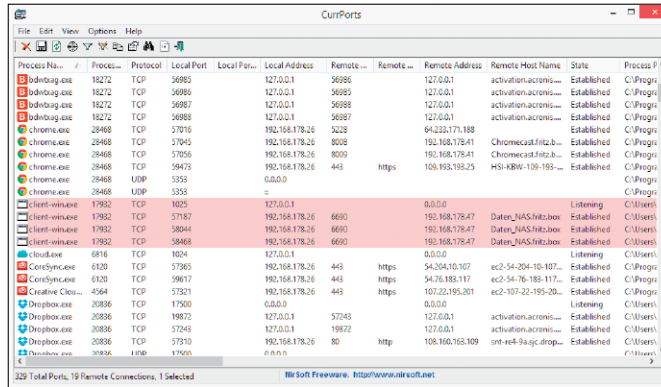 CurrPorts
File Edit View Options Help
Process Na... / Proces... Protocol Local Port Local Por... Local Address Remote ... Remote ... Remote Address Remote Host Name State Process P
bdwtxag.exe 18272 TCP 56985 127.0.0.1 56986 127.0.0.1 activation.acronis.... Established C:\Progra
bdwtxag.exe 18272 TCP 56986 127.0.0.1 56985 127.0.0.1 activation.acronis.... Established C:\Progra
bdwtxag.exe 18272 TCP 56987 127.0.0.1 56988 127.0.0.1 activation.acronis.... Established C:\Progra
bdwtxag.exe 18272 TCP 56988 127.0.0.1 56987 127.0.0.1 activation.acronis.... Established C:\Progra
chrome.exe 28468 TCP 57016 192.168.178.26 5228 64.233.171.188 Established C:\Progra
chrome.exe 28468 TCP 57045 192.168.178.26 8008 192.168.178.41 Chromecast.fritz.b... Established C:\Progra
chrome.exe 28468 TCP 57056 192.168.178.26 8009 192.168.178.41 Chromecast.fritz.b... Established C:\Progra
chrome.exe 28468 TCP 59473 192.168.178.26 443 https 109.193.193.25 HSI-KBW-109-193-... Established C:\Progra
chrome.exe 28468 UDP 5353 0.0.0.0 C:\Progra
chrome.exe 28468 UDP 5353 :: C:\Progra
client-win.exe 17932 TCP 1025 127.0.0.1 0.0.0.0 Listening C:\Users\
client-win.exe 17932 TCP 57187 192.168.178.26 6690 192.168.178.47 Daten_NAS.fritz.box Established C:\Users\
client-win.exe 17932 TCP 58044 192.168.178.26 6690 192.168.178.47 Daten_NAS.fritz.box Established C:\Users\
client-win.exe 17932 TCP 58468 192.168.178.26 6690 192.168.178.47 Daten_NAS.fritz.box Established C:\Users\
cloud.exe 6816 TCP 1024 127.0.0.1 0.0.0.0 Listening C:\Users\
CoreSync.exe 6120 TCP 57365 192.168.178.26 443 https 54.204.10.107 ec2-54-204-10-107... Established C:\Progra
CoreSync.exe 6120 TCP 59617 192.168.178.26 443 https 54.76.183.117 ec2-54-76-183-117... Established C:\Progra
Creative Clou... 4564 TCP 57321 192.168.178.26 443 https 107.22.195.201 ec2-107-22-195-20... Established C:\Progra
Dropbox.exe 20836 TCP 17500 0.0.0.0 0.0.0.0 Listening C:\Users\
Dropbox.exe 20836 TCP 19872 127.0.0.1 57243 127.0.0.1 activation.acronis.... Established C:\Users\
Dropbox.exe 20836 TCP 57243 127.0.0.1 19872 127.0.0.1 activation.acronis.... Established C:\Users\
Dropbox.exe 20836 TCP 57310 192.168.178.26 80 http 108.160.163.109 snt-re4-9a.sjc.drop... Established C:\Users\
Dropbox.exe 20836 UDP 17500 0.0.0.0 C:\Users\
329 Total Ports, 19 Remote Connections, 1 Selected NirSoft Freeware. http://www.nirsoft.net